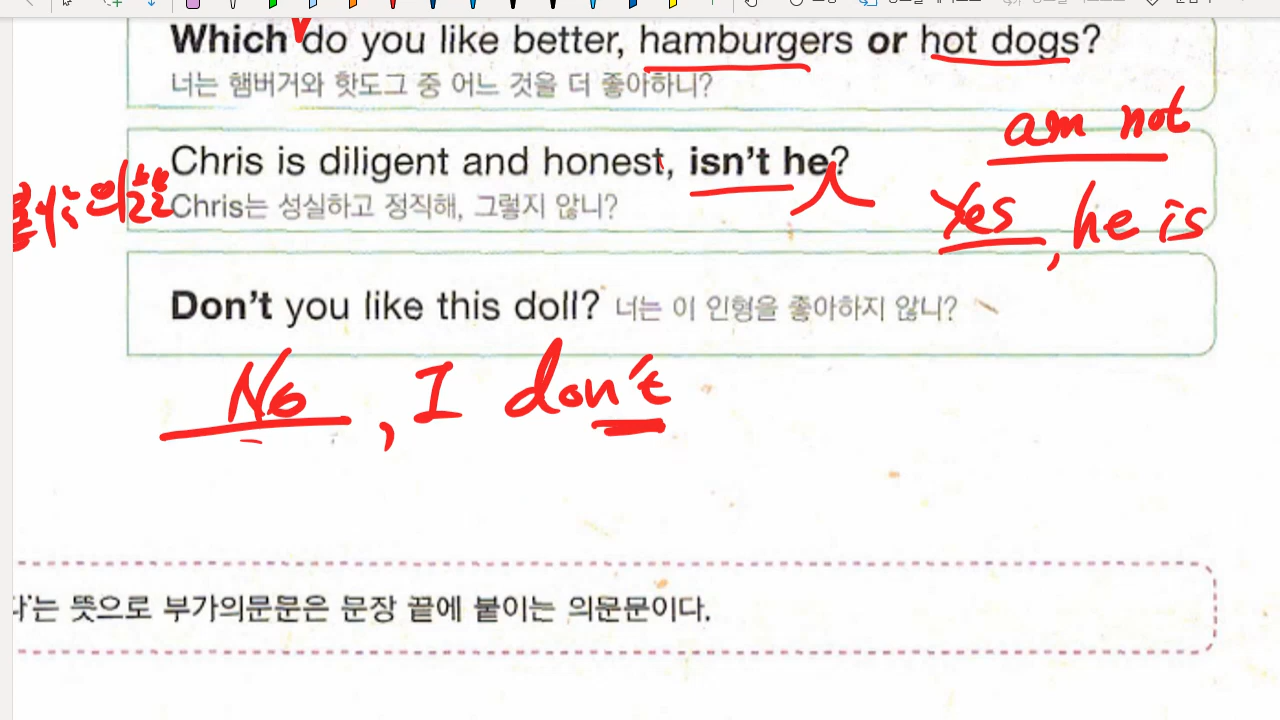 Which do you like better, hamburgers or hot dogs?
너는 햄버거와 핫도그 중 어느 것을 더 좋아하니?
am not
Chris is diligent and honest, isn't he?
Chris는 성실하고 정직해, 그렇지 않니?
Yes, he is
Don't you like this doll? 너는 이 인형을 좋아하지 않니?
No, I don't
다'는 뜻으로 부가의문문은 문장 끝에 붙이는 의문문이다.